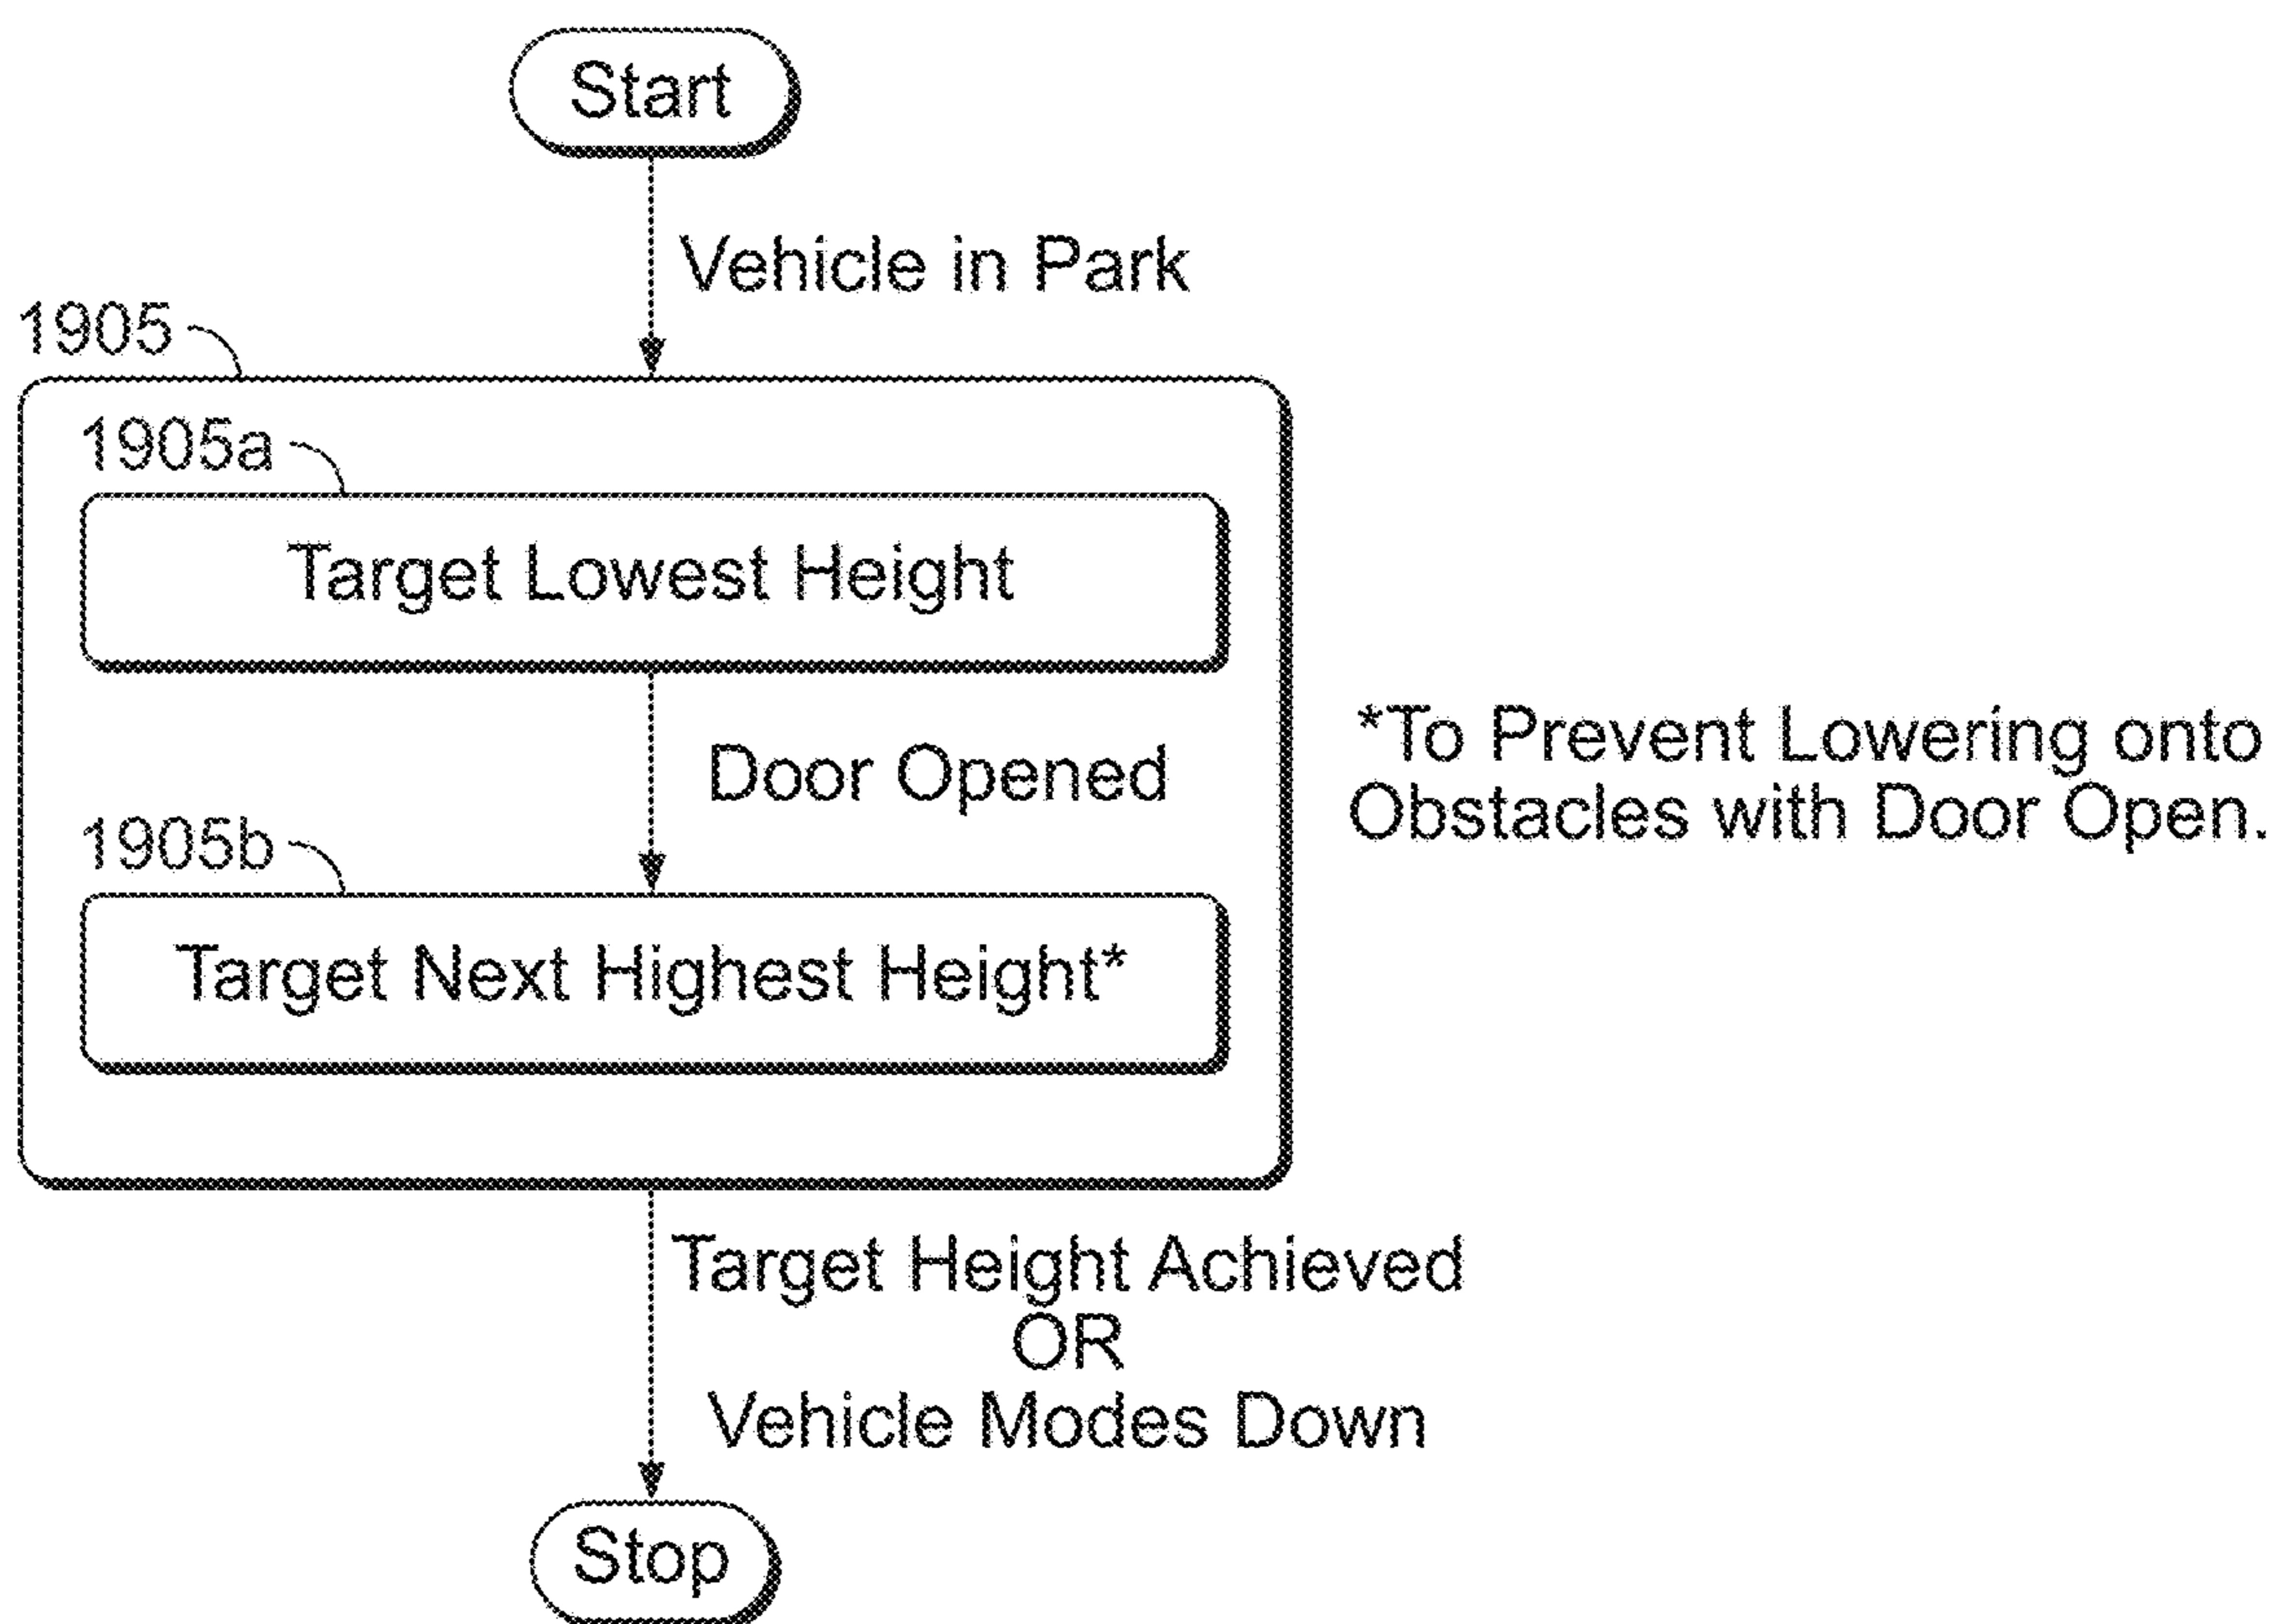 Start
Vehicle in Park
1905
1905a
Target Lowest Height
Door Opened
1905b
Target Next Highest Height*
*To Prevent Lowering onto
Obstacles with Door Open.
Target Height Achieved
OR
Vehicle Modes Down
Stop